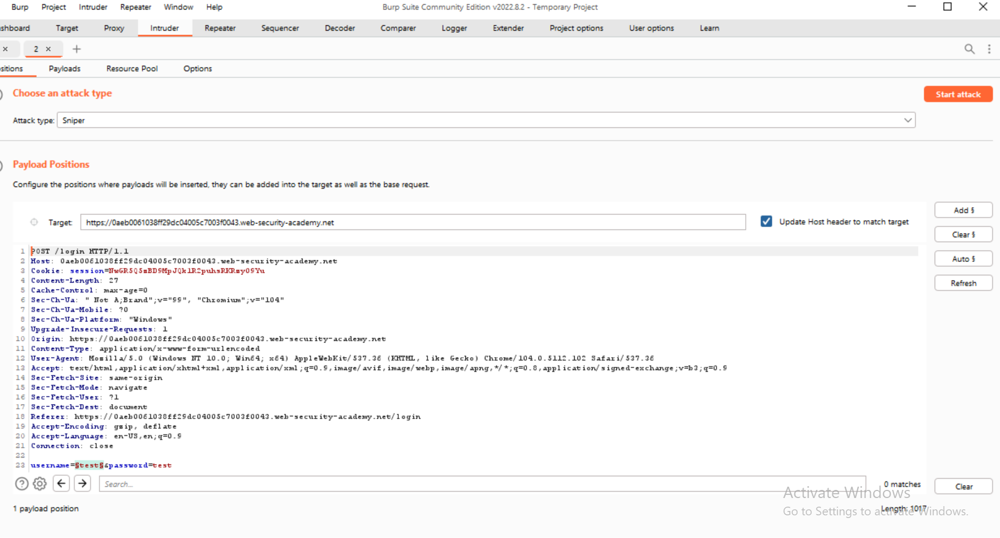 Burp Project Intruder Repeater Window Help Burp Suite Community Edition v2022.8.2 - Temporary Project
shboard Target Proxy Intruder Repeater Sequencer Decoder Comparer Logger Extender Project options User options Learn
× 2 × +
sitions Payloads Resource Pool Options
Choose an attack type
Start attack
Attack type: Sniper
Payload Positions
Configure the positions where payloads will be inserted, they can be added into the target as well as the base request.
Target: https://0aeb0061038ff29dc04005c7003f0043.web-security-academy.net
Update Host header to match target
Add §
Clear §
Auto §
Refresh
1 POST /login HTTP/1.1
2 Host: 0aeb0061038ff29dc04005c7003f0043.web-security-academy.net
3 Cookie: session=NwGR5Q5zBD9MpJQklR2puhsRKRzy09Yu
4 Content-Length: 27
5 Cache-Control: max-age=0
6 Sec-Ch-Ua: " Not A;Brand";v="99", "Chromium";v="104"
7 Sec-Ch-Ua-Mobile: ?0
8 Sec-Ch-Ua-Platform: "Windows"
9 Upgrade-Insecure-Requests: 1
10 Origin: https://0aeb0061038ff29dc04005c7003f0043.web-security-academy.net
11 Content-Type: application/x-www-form-urlencoded
12 User-Agent: Mozilla/5.0 (Windows NT 10.0; Win64; x64) AppleWebKit/537.36 (KHTML, like Gecko) Chrome/104.0.5112.102 Safari/537.36
13 Accept: text/html,application/xhtml+xml,application/xml;q=0.9,image/avif,image/webp,image/apng,*/*;q=0.8,application/signed-exchange;v=b3;q=0.9
14 Sec-Fetch-Site: same-origin
15 Sec-Fetch-Mode: navigate
16 Sec-Fetch-User: ?1
17 Sec-Fetch-Dest: document
18 Referer: https://0aeb0061038ff29dc04005c7003f0043.web-security-academy.net/login
19 Accept-Encoding: gzip, deflate
20 Accept-Language: en-US,en;q=0.9
21 Connection: close
22
23 username=§test§&password=test
Search...
0 matches
Clear
1 payload position
Length: 1017
Activate Windows
Go to Settings to activate Windows.